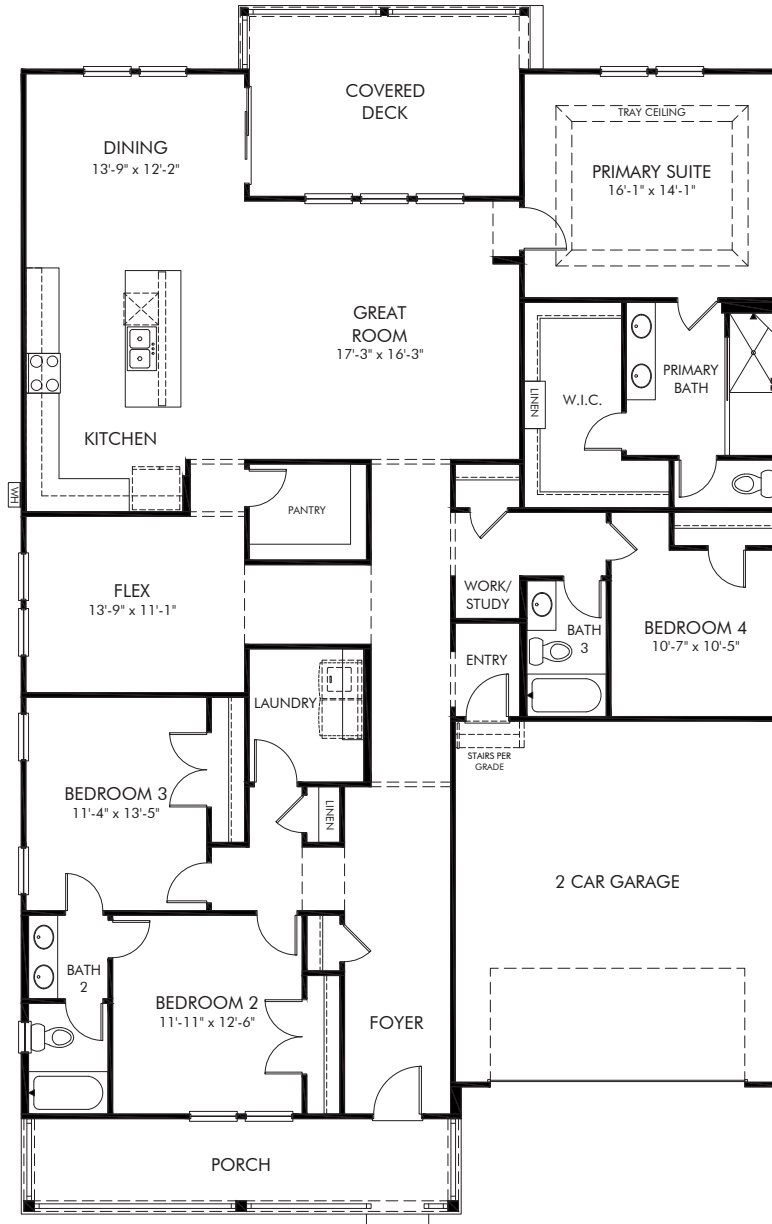 COVERED
DECK
DINING
13'-9" x 12'-2"
TRAY CEILING
PRIMARY SUITE
16'-1" x 14'-1"
GREAT
ROOM
17'-3" x 16'-3"
W.I.C.
LINEN
PRIMARY
BATH
KITCHEN
WH
PANTRY
FLEX
13'-9" x 11'-1"
WORK/
STUDY
BATH
3
BEDROOM 4
10'-7" x 10'-5"
ENTRY
LAUNDRY
STAIRS PER
GRADE
BEDROOM 3
11'-4" x 13'-5"
LINEN
2 CAR GARAGE
BATH
2
BEDROOM 2
11'-11" x 12'-6"
FOYER
PORCH